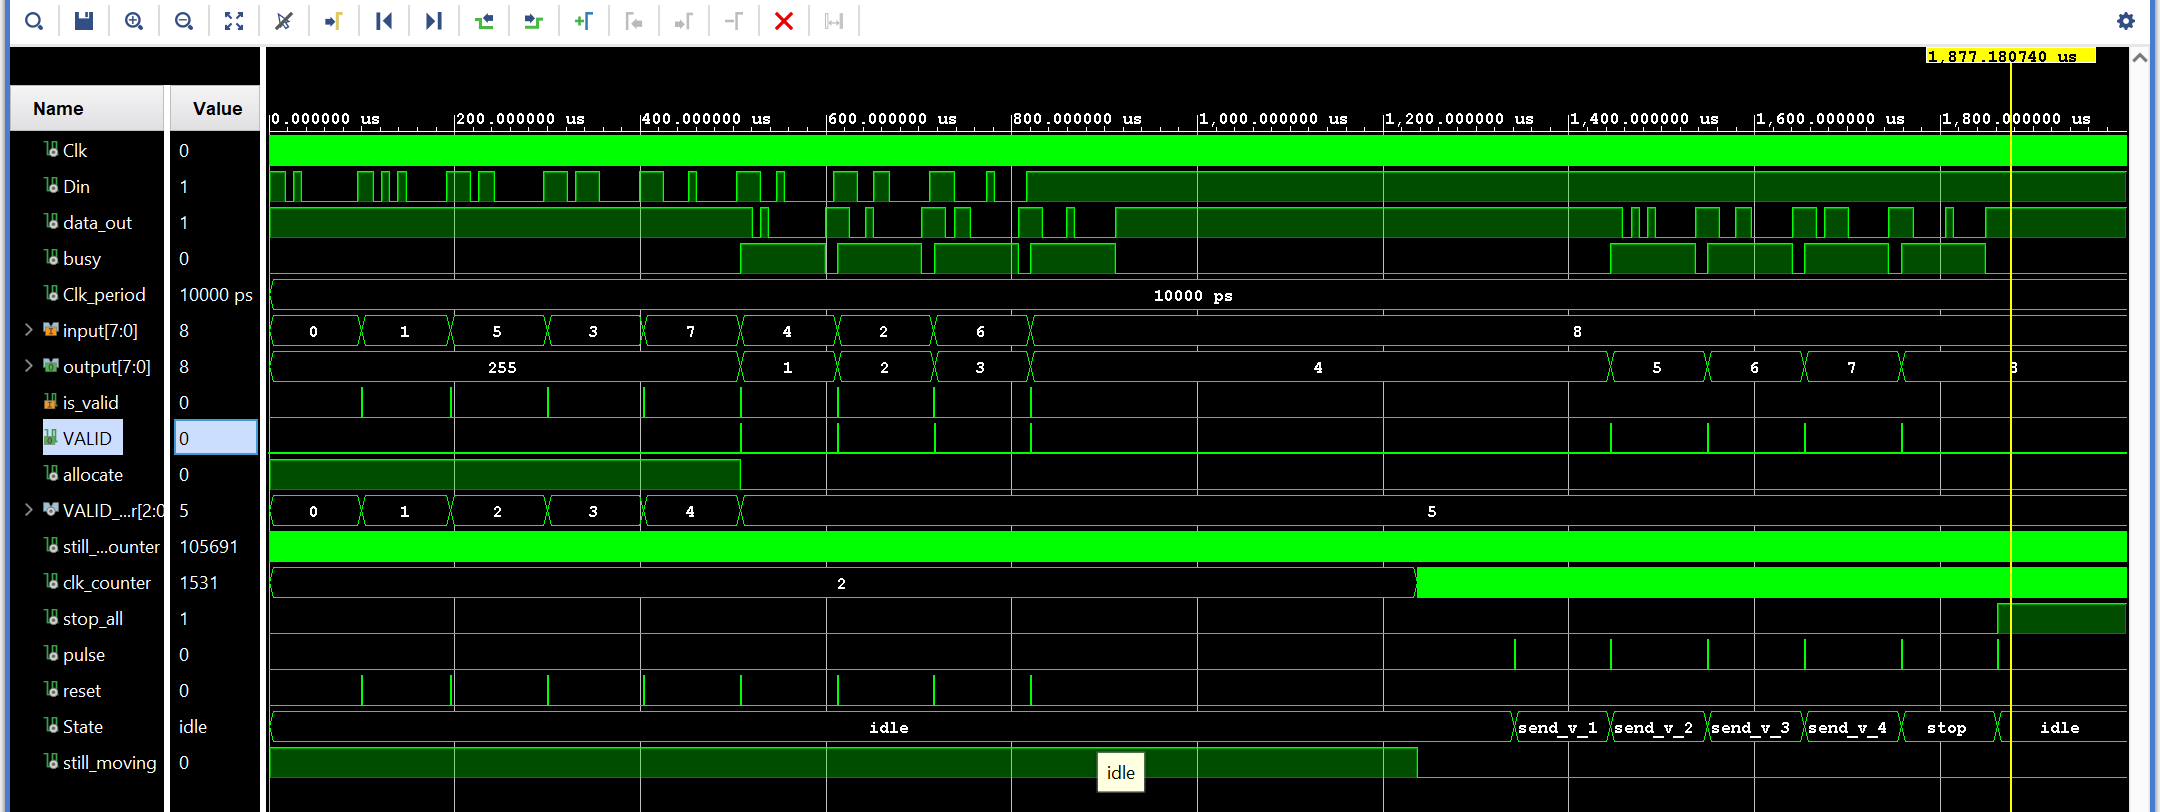 1,877.180740 us
Name Value
0.000000 us 200.000000 us 400.000000 us 600.000000 us 800.000000 us 1,000.000000 us 1,200.000000 us 1,400.000000 us 1,600.000000 us 1,800.000000 us
Clk 0
Din 1
data_out 1
busy 0
Clk_period 10000 ps 10000 ps
input[7:0] 8 0 1 5 3 7 4 2 6 8
output[7:0] 8 255 1 2 3 4 5 6 7 8
is_valid 0
VALID 0
allocate 0
VALID_...r[2:0 5 0 1 2 3 4 5
still_...ounter 105691
clk_counter 1531 2
stop_all 1
pulse 0
reset 0
State idle idle send_v_1 send_v_2 send_v_3 send_v_4 stop idle
still_moving 0
idle